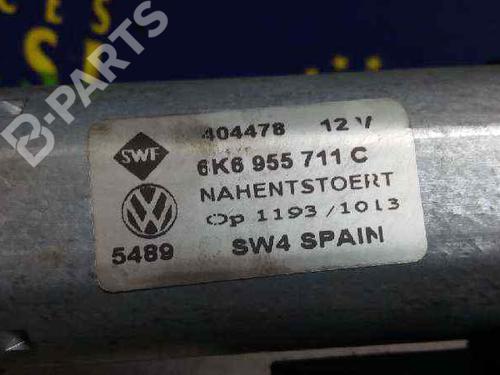 B-PARTS
404478 12 V
SWF
6K6 955 711 C
NAHENTSTOERT
Op 1193 /1013
5489
SW4 SPAIN